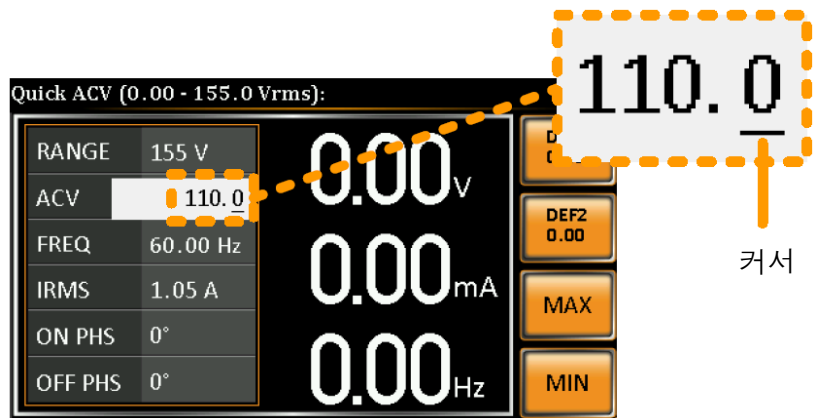 110.0
Quick ACV (0.00 - 155.0 Vrms):
RANGE 155 V
ACV 110.0
FREQ 60.00 Hz
IRMS 1.05 A
ON PHS 0°
OFF PHS 0°
0.00V
0.00mA
0.00Hz
DEF2
0.00
MAX
MIN
커서